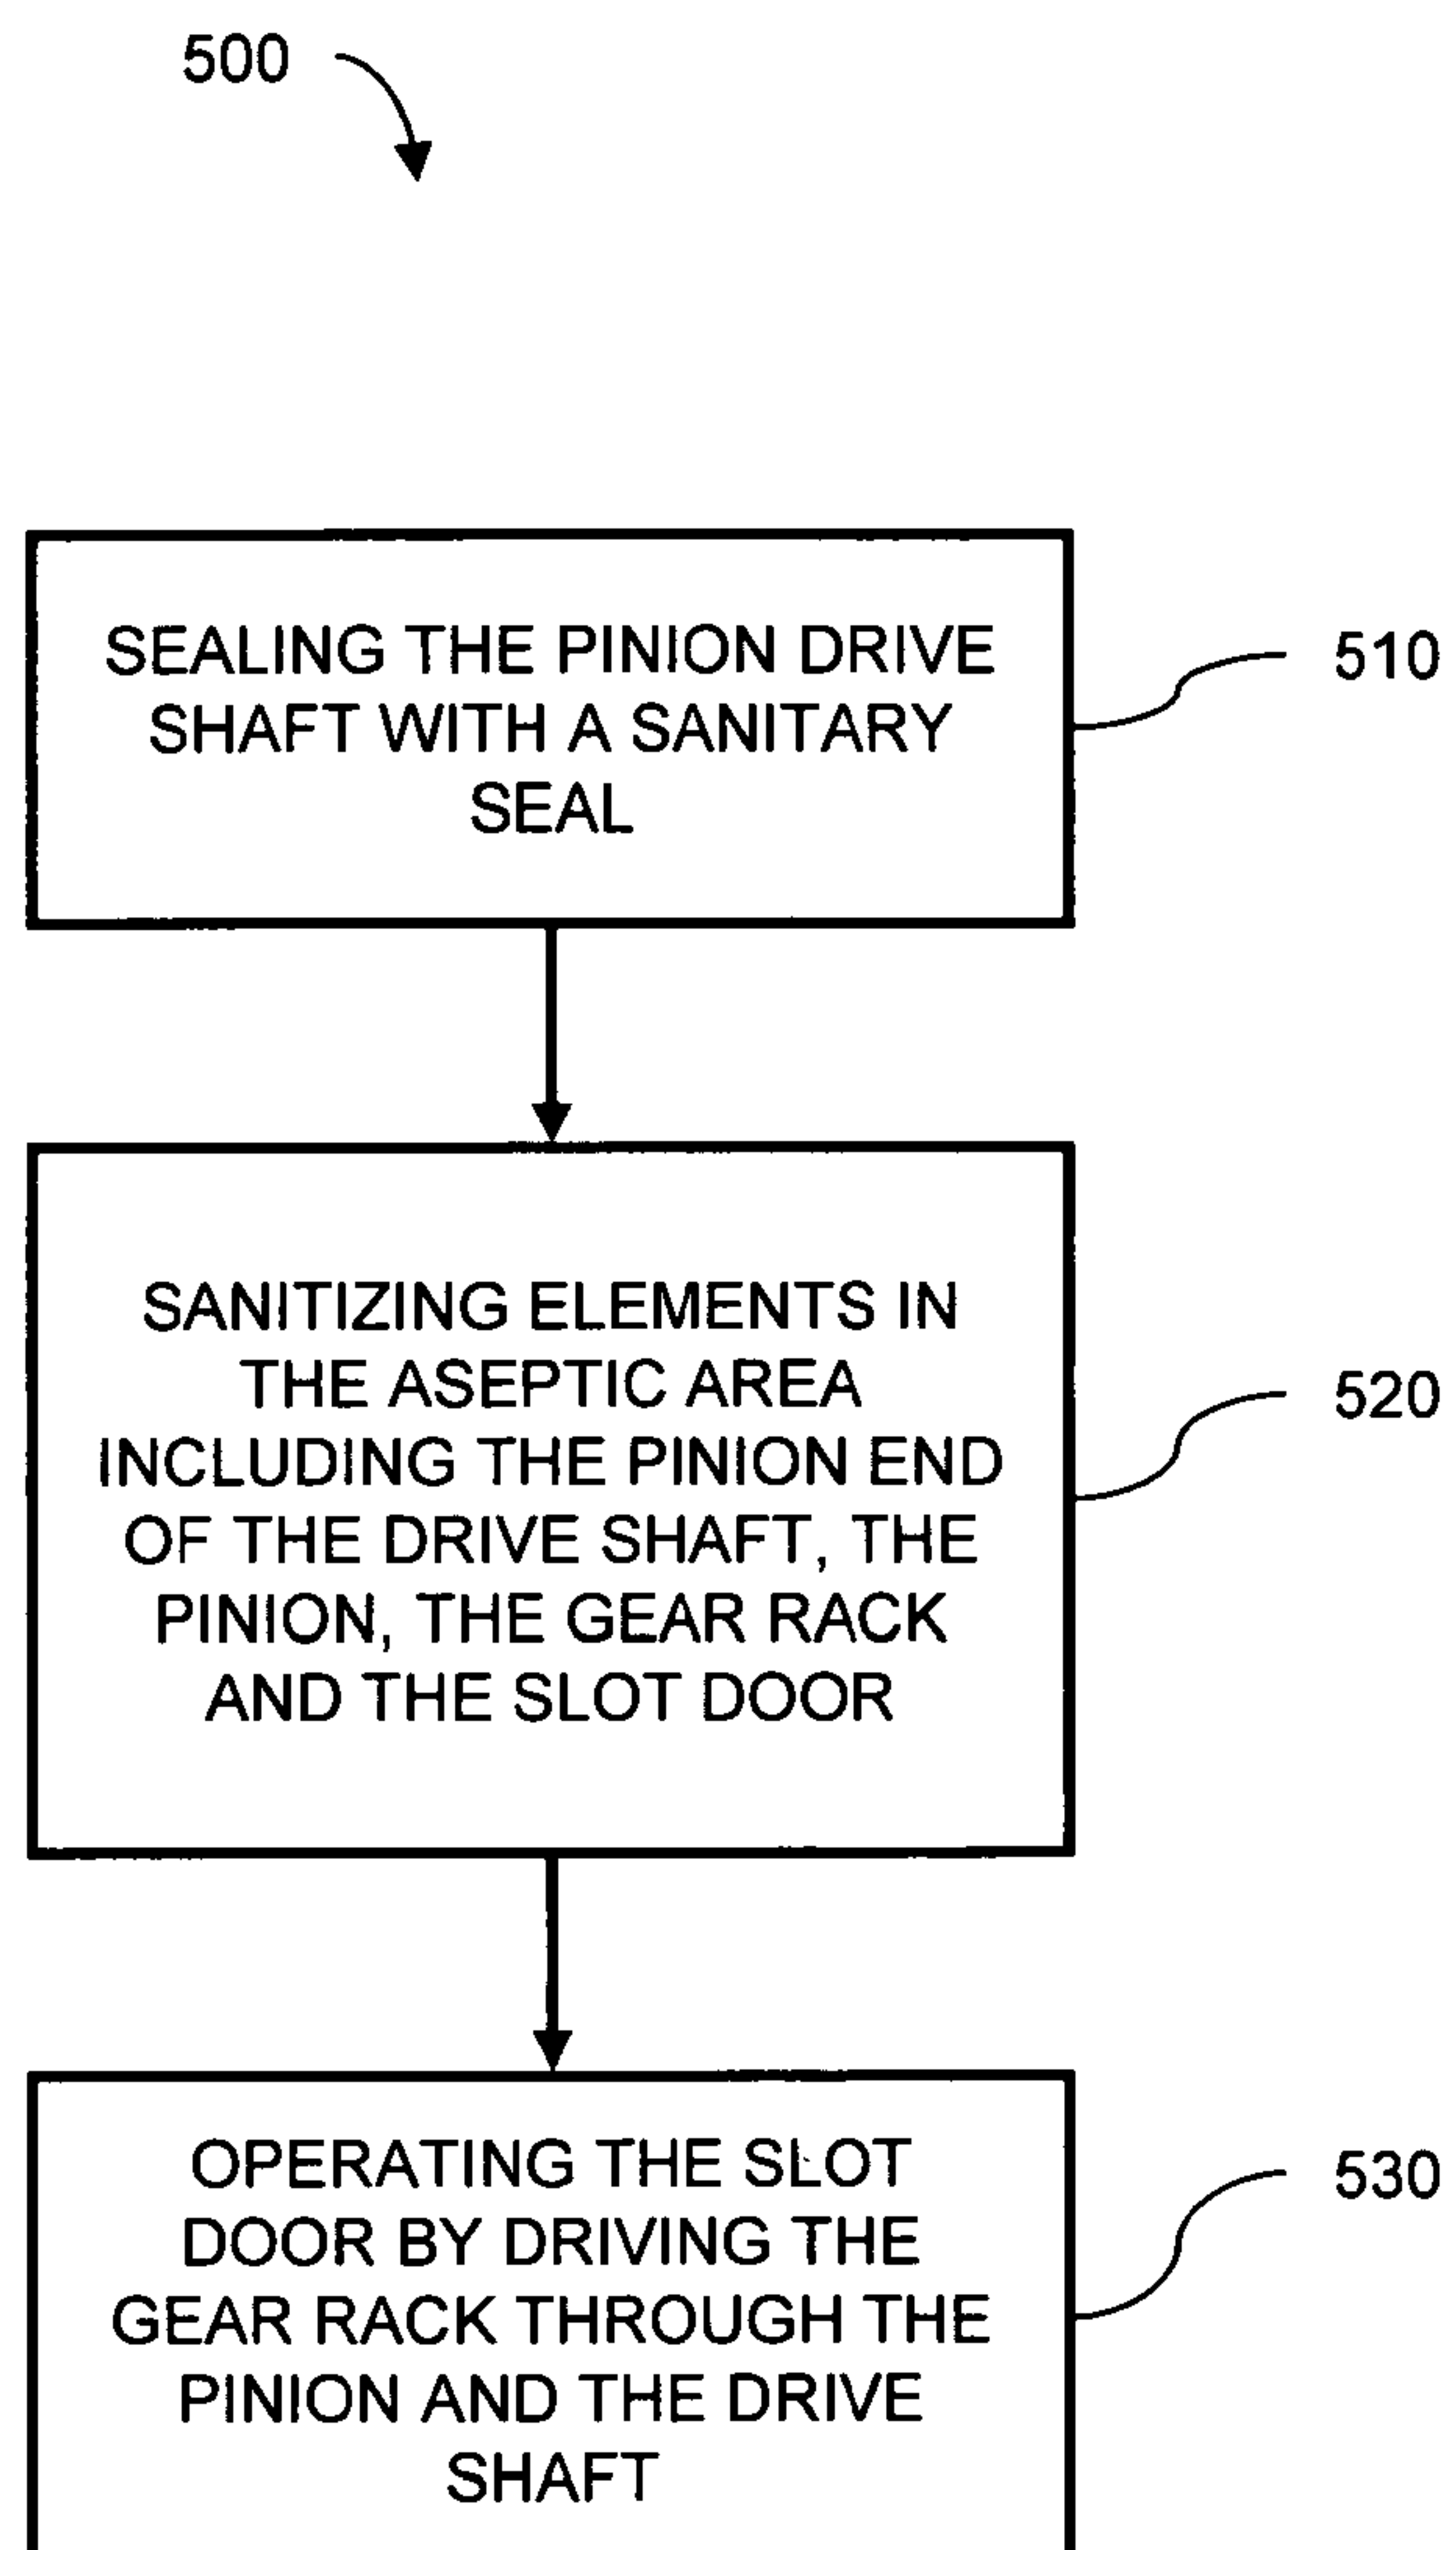 500
SEALING THE PINION DRIVE
SHAFT WITH A SANITARY
SEAL
510
SANITIZING ELEMENTS IN
THE ASEPTIC AREA
INCLUDING THE PINION END
OF THE DRIVE SHAFT, THE
PINION, THE GEAR RACK
AND THE SLOT DOOR
520
OPERATING THE SLOT
DOOR BY DRIVING THE
GEAR RACK THROUGH THE
PINION AND THE DRIVE
SHAFT
530